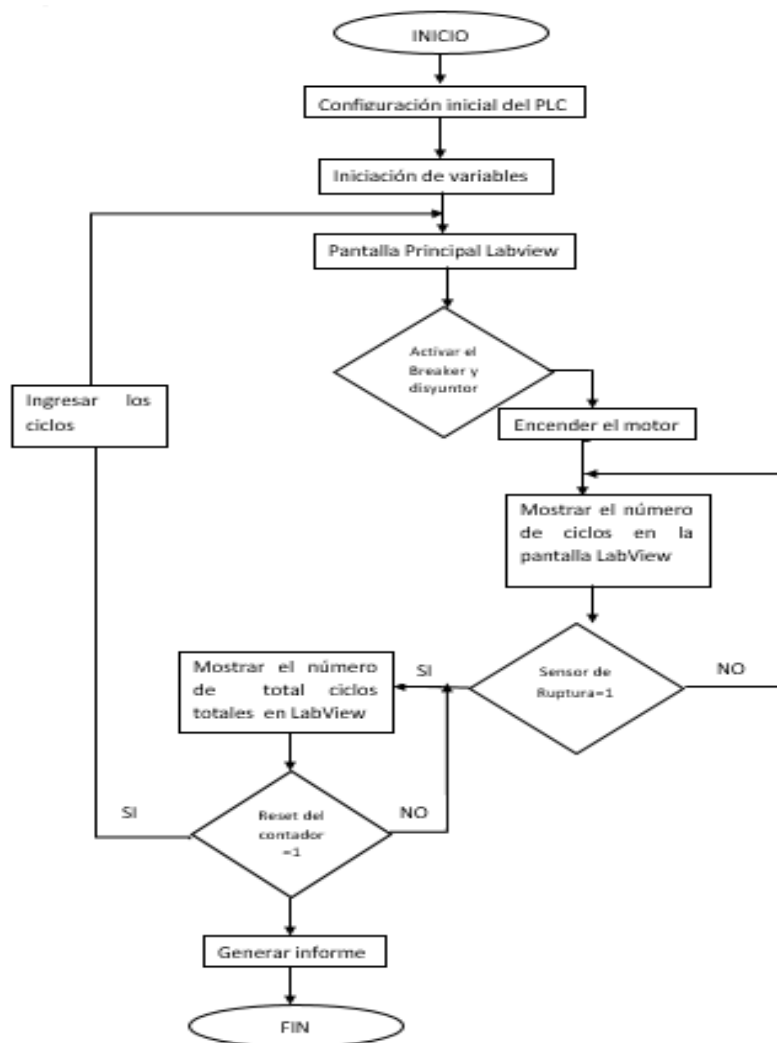 INICIO
Configuración inicial del PLC
Iniciación de variables
Pantalla Principal Labview
Activar el
Breaker y
disyuntor
Ingresar los
ciclos
Encender el motor
Mostrar el número
de ciclos en la
pantalla LabView
Sensor de
Ruptura=1
NO
SI
Mostrar el número
de total ciclos
totales en LabView
Reset del
contador
=1
SI
NO
Generar informe
FIN